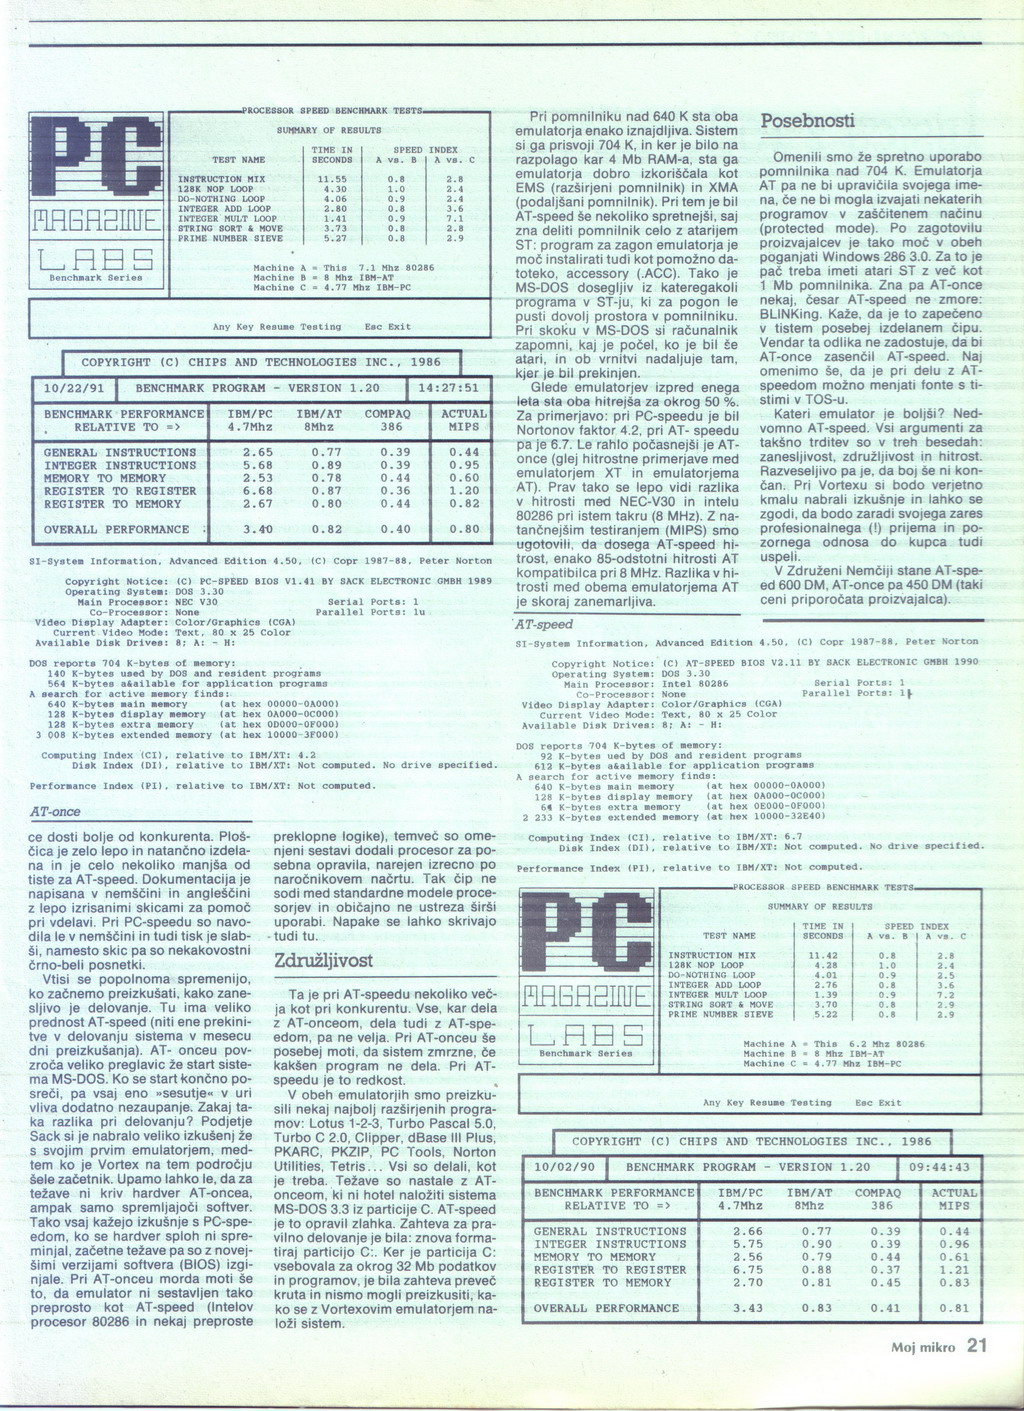 PC
MAGAZINE
LABS
Benchmark Series
PROCESSOR SPEED BENCHMARK TESTS
SUMMARY OF RESULTS
TIME IN SPEED INDEX
TEST NAME SECONDS A vs. B A vs. C
INSTRUCTION MIX 11.55 0.8 2.8
128K NOP LOOP 4.30 1.0 2.4
DO-NOTHING LOOP 4.06 0.9 2.4
INTEGER ADD LOOP 2.80 0.8 3.6
INTEGER MULT LOOP 1.41 0.9 7.1
STRING SORT & MOVE 3.73 0.8 2.8
PRIME NUMBER SIEVE 5.27 0.8 2.9
Machine A = This 7.1 Mhz 80286
Machine B = 8 Mhz IBM-AT
Machine C = 4.77 Mhz IBM-PC
Any Key Resume Testing Esc Exit
COPYRIGHT (C) CHIPS AND TECHNOLOGIES INC., 1986
10/22/91 BENCHMARK PROGRAM - VERSION 1.20 14:27:51
BENCHMARK PERFORMANCE IBM/PC IBM/AT COMPAQ ACTUAL
RELATIVE TO => 4.7Mhz 8Mhz 386 MIPS
GENERAL INSTRUCTIONS 2.65 0.77 0.39 0.44
INTEGER INSTRUCTIONS 5.68 0.89 0.39 0.95
MEMORY TO MEMORY 2.53 0.78 0.44 0.60
REGISTER TO REGISTER 6.68 0.87 0.36 1.20
REGISTER TO MEMORY 2.67 0.80 0.44 0.82
OVERALL PERFORMANCE : 3.40 0.82 0.40 0.80
SI-System Information, Advanced Edition 4.50, (C) Copr 1987-88, Peter Norton
Copyright Notice: (C) PC-SPEED BIOS V1.41 BY SACK ELECTRONIC GMBH 1989
Operating System: DOS 3.30
Main Processor: NEC V30 Serial Ports: 1
Co-Processor: None Parallel Ports: 1u
Video Display Adapter: Color/Graphics (CGA)
Current Video Mode: Text, 80 x 25 Color
Available Disk Drives: 8; A: - H:
DOS reports 704 K-bytes of memory:
140 K-bytes used by DOS and resident programs
564 K-bytes a&ailable for application programs
A search for active memory finds:
640 K-bytes main memory (at hex 00000-0A000)
128 K-bytes display memory (at hex 0A000-0C000)
128 K-bytes extra memory (at hex 0D000-0F000)
3 008 K-bytes extended memory (at hex 10000-3F000)
Computing Index (CI), relative to IBM/XT: 4.2
Disk Index (DI), relative to IBM/XT: Not computed. No drive specified.
Performance Index (PI), relative to IBM/XT: Not computed.
AT-once
ce dosti bolje od konkurenta. Ploš-
čica je zelo lepo in natančno izdela-
na in je celo nekoliko manjša od
tiste za AT-speed. Dokumentacija je
napisana v nemščini in angleščini
z lepo izrisanimi skicami za pomoč
pri vdelavi. Pri PC-speedu so navo-
dila le v nemščini in tudi tisk je slab-
ši, namesto skic pa so nekakovostni
črno-beli posnetki.
Vtisi se popolnoma spremenijo,
ko začnemo preizkušati, kako zane-
sljivo je delovanje. Tu ima veliko
prednost AT-speed (niti ene prekini-
tve v delovanju sistema v mesecu
dni preizkušanja). AT- onceu pov-
zroča veliko preglavic že start siste-
ma MS-DOS. Ko se start končno po-
sreči, pa vsaj eno »sesutje« v uri
vliva dodatno nezaupanje. Zakaj ta-
ka razlika pri delovanju? Podjetje
Sack si je nabralo veliko izkušenj že
s svojim prvim emulatorjem, med-
tem ko je Vortex na tem področju
šele začetnik. Upamo lahko le, da za
težave ni kriv hardver AT-oncea,
ampak samo spremljajoči softver.
Tako vsaj kažejo izkušnje s PC-spe-
edom, ko se hardver sploh ni spre-
minjal, začetne težave pa so z novej-
šimi verzijami softvera (BIOS) izgi-
njale. Pri AT-onceu morda moti še
to, da emulator ni sestavljen tako
preprosto kot AT-speed (Intelov
procesor 80286 in nekaj preproste
preklopne logike), temveč so ome-
njeni sestavi dodali procesor za po-
sebna opravila, narejen izrecno po
naročnikovem načrtu. Tak čip ne
sodi med standardne modele proce-
sorjev in običajno ne ustreza širši
uporabi. Napake se lahko skrivajo
tudi tu.
Združljivost
Ta je pri AT-speedu nekoliko več-
ja kot pri konkurentu. Vse, kar dela
z AT-onceom, dela tudi z AT-spe-
edom, pa ne velja. Pri AT-onceu še
posebej moti, da sistem zmrzne, če
kakšen program ne dela. Pri AT-
speedu je to redkost.
V obeh emulatorjih smo preizku-
sili nekaj najbolj razširjenih progra-
mov: Lotus 1-2-3, Turbo Pascal 5.0,
Turbo C 2.0, Clipper, dBase III Plus,
PKARC, PKZIP, PC Tools, Norton
Utilities, Tetris... Vsi so delali, kot
je treba. Težave so nastale z AT-
onceom, ki ni hotel naložiti sistema
MS-DOS 3.3 iz particije C. AT-speed
je to opravil zlahka. Zahteva za pra-
vilno delovanje je bila: znova forma-
tiraj particijo C:. Ker je particija C:
vsebovala za okrog 32 Mb podatkov
in programov, je bila zahteva preveč
kruta in nismo mogli preizkusiti, ka-
ko se z Vortexovim emulatorjem na-
loži sistem.
Pri pomnilniku nad 640 K sta oba
emulatorja enako iznajdljiva. Sistem
si ga prisvoji 704 K, in ker je bilo na
razpolago kar 4 Mb RAM-a, sta ga
emulatorja dobro izkoriščala kot
EMS (razširjeni pomnilnik) in XMA
(podaljšani pomnilnik). Pri tem je bil
AT-speed še nekoliko spretnejši, saj
zna deliti pomnilnik celo z atarijem
ST: program za zagon emulatorja je
moč instalirati tudi kot pomožno da-
toteko, accessory (.ACC). Tako je
MS-DOS dosegljiv iz kateregakoli
programa v ST-ju, ki za pogon le
pusti dovolj prostora v pomnilniku.
Pri skoku v MS-DOS si računalnik
zapomni, kaj je počel, ko je bil še
atari, in ob vrnitvi nadaljuje tam,
kjer je bil prekinjen.
Glede emulatorjev izpred enega
leta sta oba hitrejša za okrog 50 %.
Za primerjavo: pri PC-speedu je bil
Nortonov faktor 4.2, pri AT- speedu
pa je 6.7. Le rahlo počasnejši je AT-
once (glej hitrostne primerjave med
emulatorjem XT in emulatorjema
AT). Prav tako se lepo vidi razlika
v hitrosti med NEC-V30 in intelu
80286 pri istem takru (8 MHz). Z na-
tančnejšim testiranjem (MIPS) smo
ugotovili, da dosega AT-speed hi-
trost, enako 85-odstotni hitrosti AT
kompatibilca pri 8 MHz. Razlika v hi-
trosti med obema emulatorjema AT
je skoraj zanemarljiva.
Posebnosti
Omenili smo že spretno uporabo
pomnilnika nad 704 K. Emulatorja
AT pa ne bi upravičila svojega ime-
na, če ne bi mogla izvajati nekaterih
programov v zaščitenem načinu
(protected mode). Po zagotovilu
proizvajalcev je tako moč v obeh
poganjati Windows 286 3.0. Za to je
pač treba imeti atari ST z več kot
1 Mb pomnilnika. Zna pa AT-once
nekaj, česar AT-speed ne zmore:
BLINKing. Kaže, da je to zapečeno
v tistem posebej izdelanem čipu.
Vendar ta odlika ne zadostuje, da bi
AT-once zasenčil AT-speed. Naj
omenimo še, da je pri delu z AT-
speedom možno menjati fonte s ti-
stimi v TOS-u.
Kateri emulator je boljši? Ned-
vomno AT-speed. Vsi argumenti za
takšno trditev so v treh besedah:
zanesljivost, združljivost in hitrost.
Razveseljivo pa je, da boj še ni kon-
čan. Pri Vortexu si bodo verjetno
kmalu nabrali izkušnje in lahko se
zgodi, da bodo zaradi svojega zares
profesionalnega (!) prijema in po-
zornega odnosa do kupca tudi
uspeli.
V Združeni Nemčiji stane AT-spe-
ed 600 DM, AT-once pa 450 DM (taki
ceni priporočata proizvajalca).
AT-speed
SI-System Information, Advanced Edition 4.50, (C) Copr 1987-88, Peter Norton
Copyright Notice: (C) AT-SPEED BIOS V2.11 BY SACK ELECTRONIC GMBH 1990
Operating System: DOS 3.30
Main Processor: Intel 80286 Serial Ports: 1
Co-Processor: None Parallel Ports: 1
Video Display Adapter: Color/Graphics (CGA)
Current Video Mode: Text, 80 x 25 Color
Available Disk Drives: 8; A: - H:
DOS reports 704 K-bytes of memory:
92 K-bytes ued by DOS and resident programs
612 K-bytes a&ailable for application programs
A search for active memory finds:
640 K-bytes main memory (at hex 00000-0A000)
128 K-bytes display memory (at hex 0A000-0C000)
64 K-bytes extra memory (at hex 0E000-0F000)
2 233 K-bytes extended memory (at hex 10000-32E40)
Computing Index (CI), relative to IBM/XT: 6.7
Disk Index (DI), relative to IBM/XT: Not computed. No drive specified.
Performance Index (PI), relative to IBM/XT: Not computed.
PC
MAGAZINE
LABS
Benchmark Series
PROCESSOR SPEED BENCHMARK TESTS
SUMMARY OF RESULTS
TIME IN SPEED INDEX
TEST NAME SECONDS A vs. B A vs. C
INSTRUCTION MIX 11.42 0.8 2.8
128K NOP LOOP 4.28 1.0 2.4
DO-NOTHING LOOP 4.01 0.9 2.5
INTEGER ADD LOOP 2.76 0.8 3.6
INTEGER MULT LOOP 1.39 0.9 7.2
STRING SORT & MOVE 3.70 0.8 2.9
PRIME NUMBER SIEVE 5.22 0.8 2.9
Machine A = This 6.2 Mhz 80286
Machine B = 8 Mhz IBM-AT
Machine C = 4.77 Mhz IBM-PC
Any Key Resume Testing Esc Exit
COPYRIGHT (C) CHIPS AND TECHNOLOGIES INC., 1986
10/02/90 BENCHMARK PROGRAM - VERSION 1.20 09:44:43
BENCHMARK PERFORMANCE IBM/PC IBM/AT COMPAQ ACTUAL
RELATIVE TO => 4.7Mhz 8Mhz 386 MIPS
GENERAL INSTRUCTIONS 2.66 0.77 0.39 0.44
INTEGER INSTRUCTIONS 5.75 0.90 0.39 0.96
MEMORY TO MEMORY 2.56 0.79 0.44 0.61
REGISTER TO REGISTER 6.75 0.88 0.37 1.21
REGISTER TO MEMORY 2.70 0.81 0.45 0.83
OVERALL PERFORMANCE 3.43 0.83 0.41 0.81
Moj mikro 21